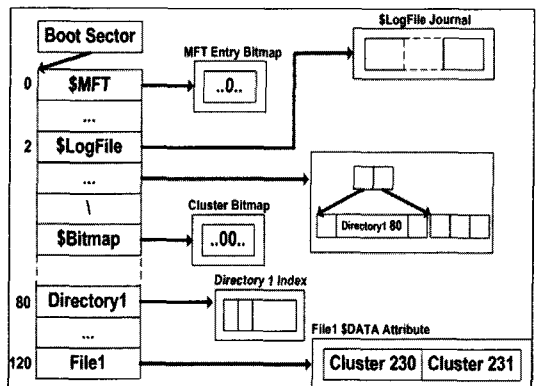 Boot Sector
$LogFile Journal
MFT Entry Bitmap
0
$MFT
..0..
...
2
$LogFile
...
\
Cluster Bitmap
Directory1 80
$Bitmap
..00..
Directory 1 Index
80
Directory1
...
File1 $DATA Attribute
120
File1
Cluster 230
Cluster 231